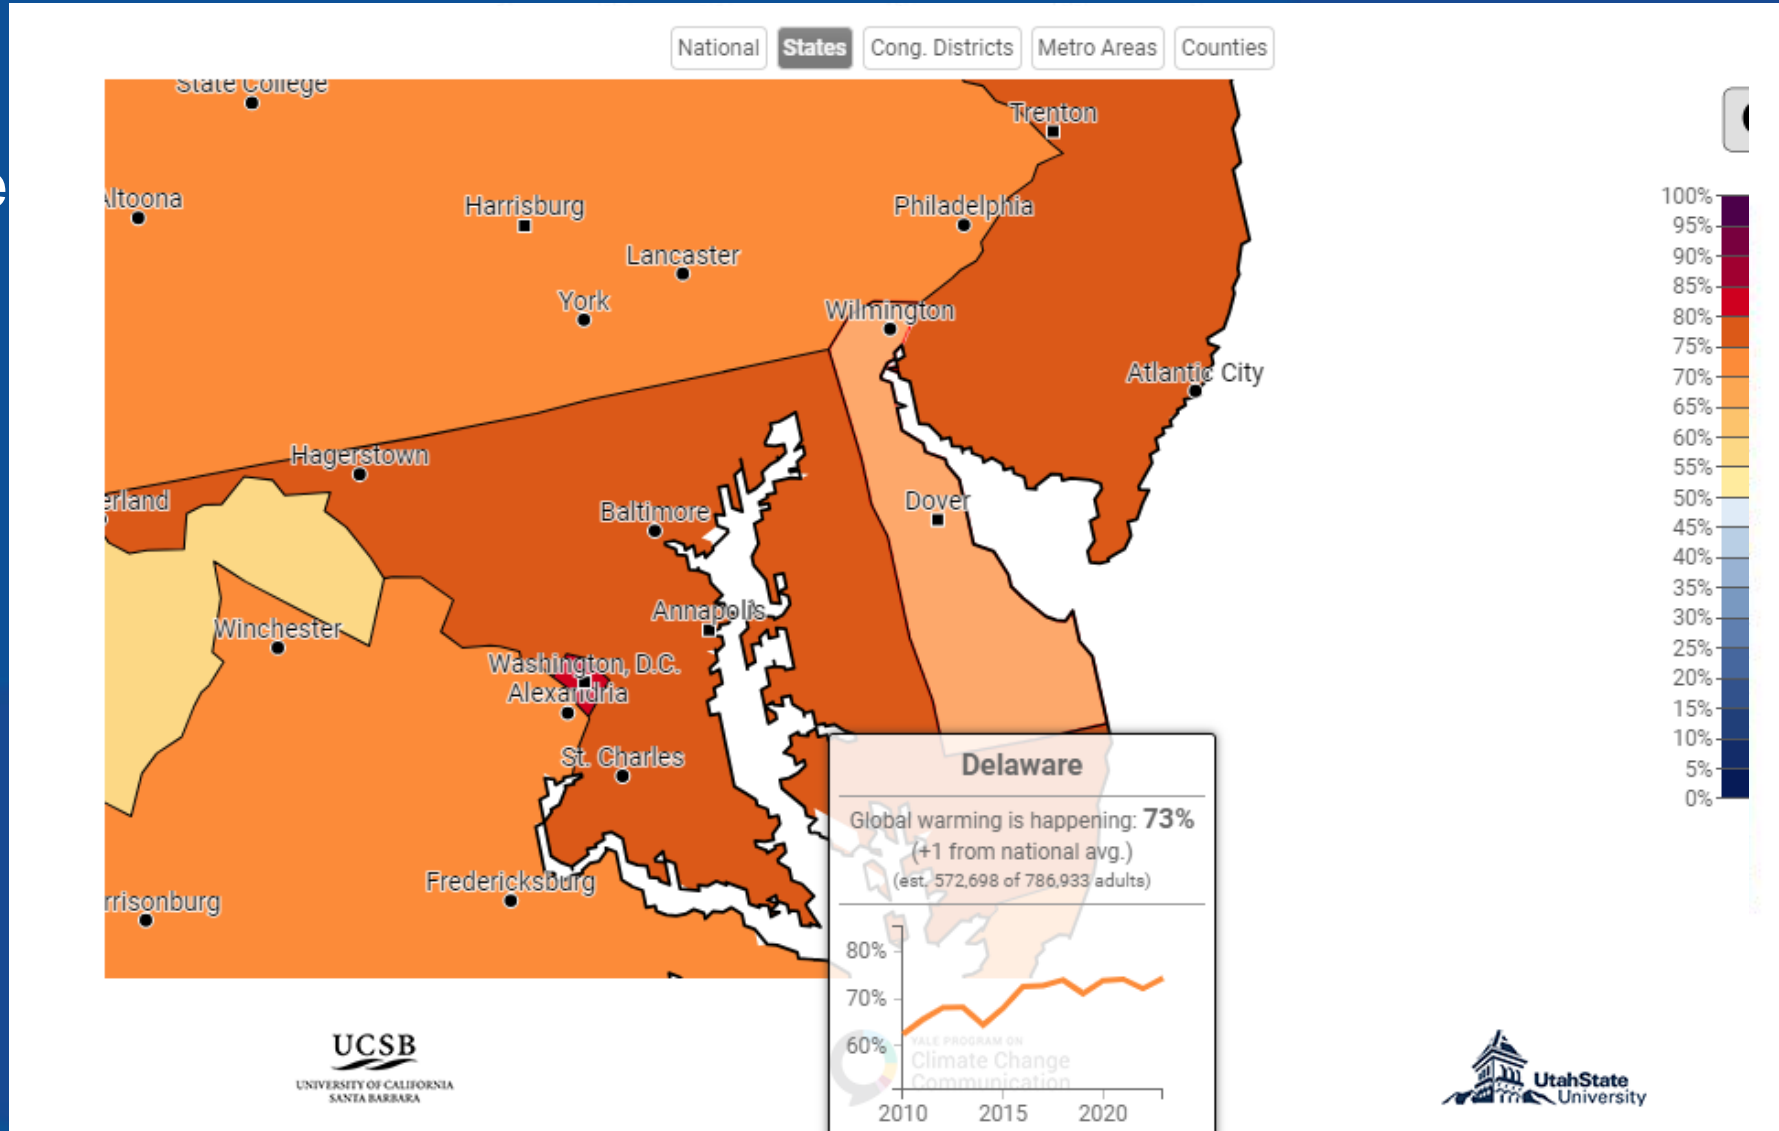 National States Cong. Districts Metro Areas Counties
State College
Trenton
e
Altoona
Harrisburg
Philadelphia
Lancaster
York
Wilmington
Atlantic City
Hagerstown
erland
Baltimore
Dover
Annapolis
Winchester
Washington, D.C.
Alexandria
St. Charles
Fredericksburg
rrisonburg
100%
95%
90%
85%
80%
75%
70%
65%
60%
55%
50%
45%
40%
35%
30%
25%
20%
15%
10%
5%
0%
Delaware
Global warming is happening: 73%
(+1 from national avg.)
(est. 572,698 of 786,933 adults)
80%
70%
60%
2010 2015 2020
YALE PROGRAM ON
Climate Change
Communication
UCSB
UNIVERSITY OF CALIFORNIA
SANTA BARBARA
UtahState
University